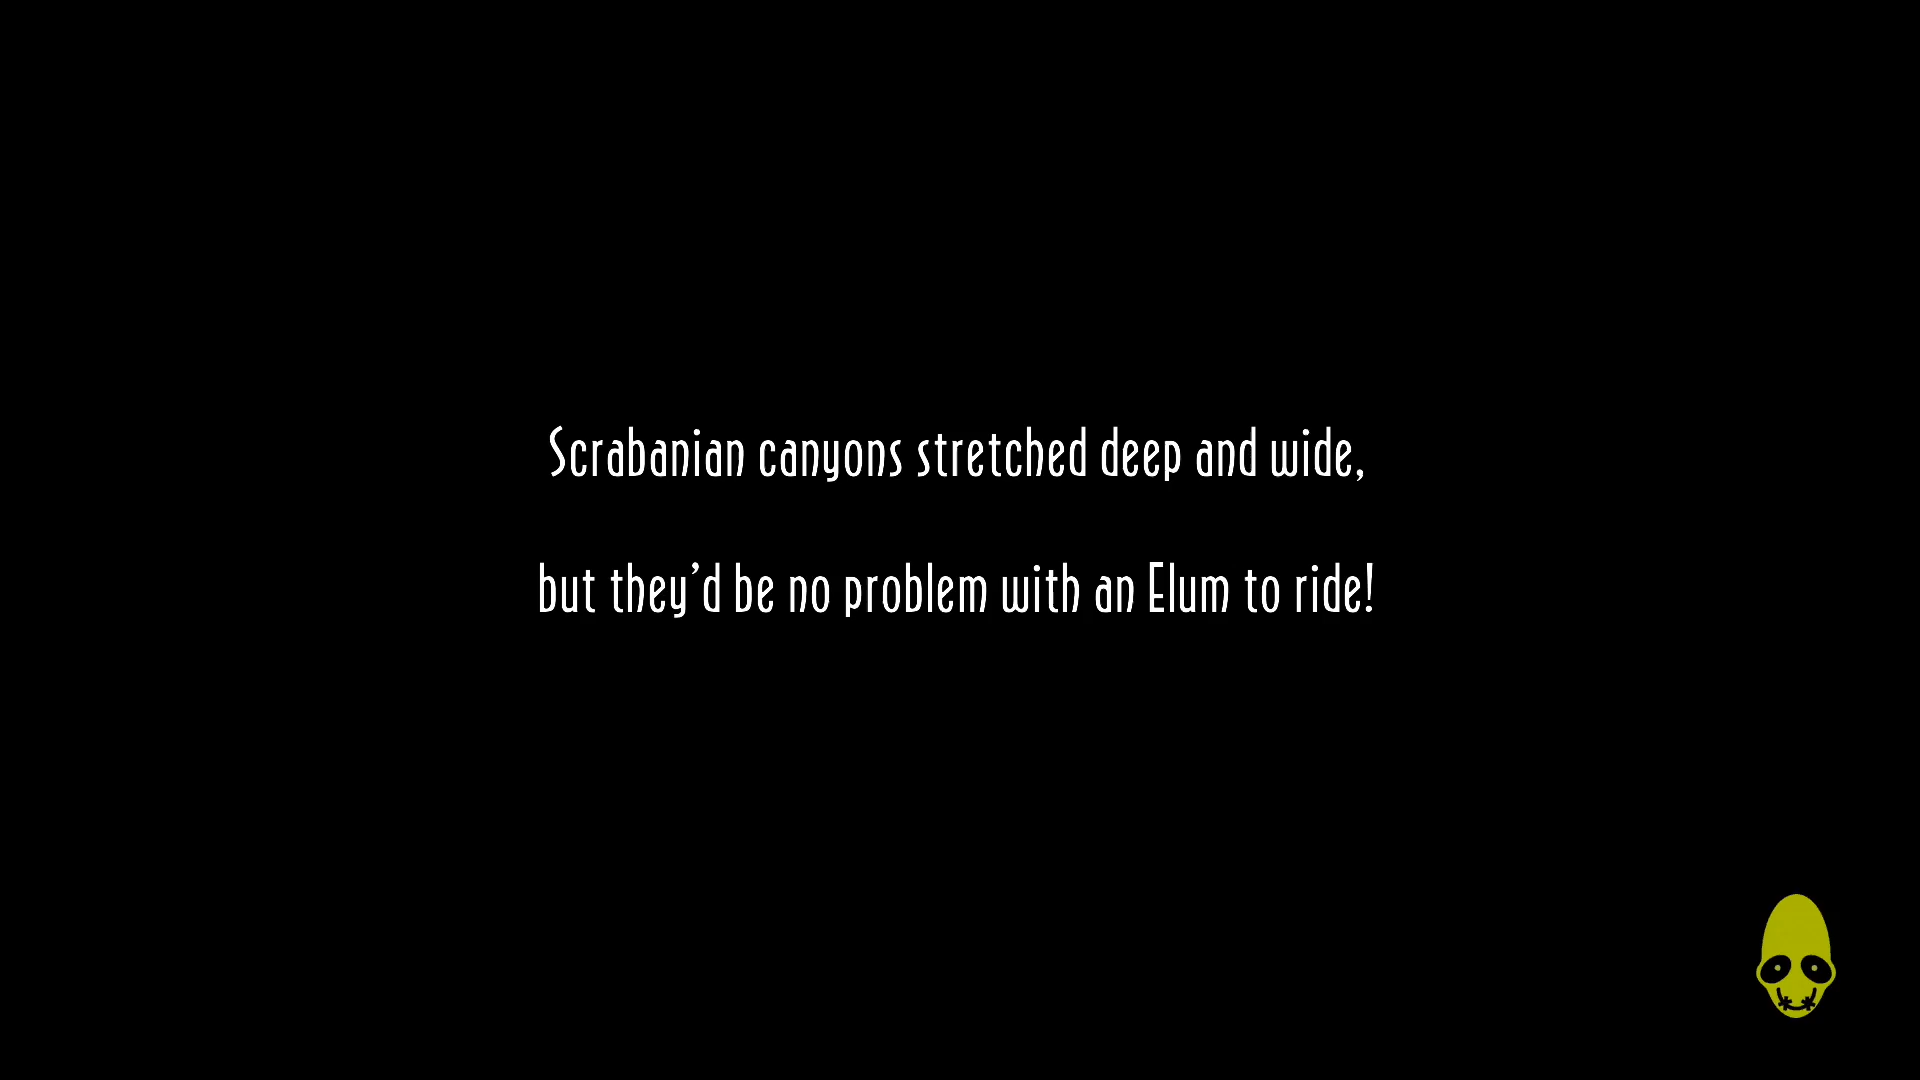 Scrabanian canyons stretched deep and wide,
but they’d be no problem with an Elum to ride!